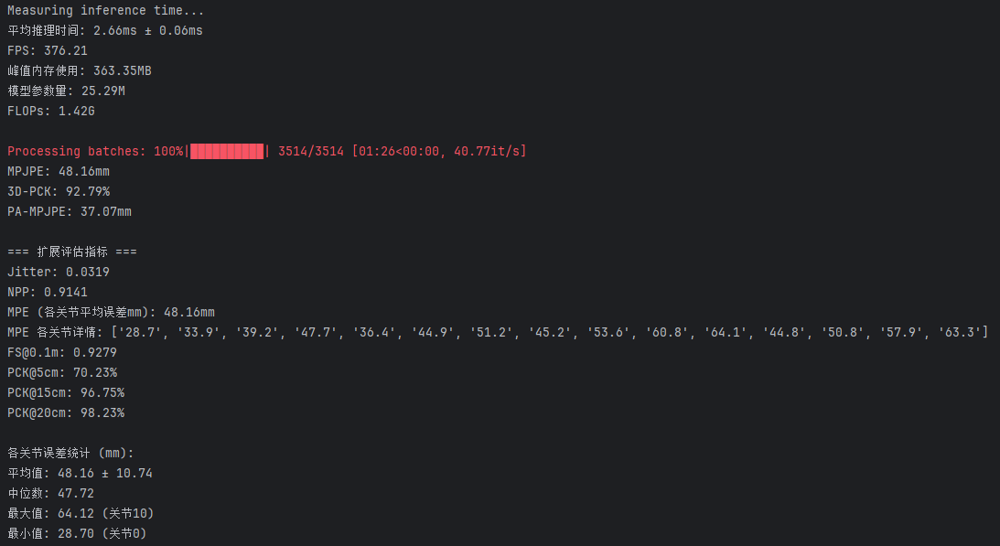 Measuring inference time...
平均推理时间: 2.66ms ± 0.06ms
FPS: 376.21
峰值内存使用: 363.35MB
模型参数量: 25.29M
FLOPs: 1.42G
Processing batches: 100%|██████████| 3514/3514 [01:26<00:00, 40.77it/s]
MPJPE: 48.16mm
3D-PCK: 92.79%
PA-MPJPE: 37.07mm
=== 扩展评估指标 ===
Jitter: 0.0319
NPP: 0.9141
MPE (各关节平均误差mm): 48.16mm
MPE 各关节详情: ['28.7', '33.9', '39.2', '47.7', '36.4', '44.9', '51.2', '45.2', '53.6', '60.8', '64.1', '44.8', '50.8', '57.9', '63.3']
FS@0.1m: 0.9279
PCK@5cm: 70.23%
PCK@15cm: 96.75%
PCK@20cm: 98.23%
各关节误差统计 (mm):
平均值: 48.16 ± 10.74
中位数: 47.72
最大值: 64.12 (关节10)
最小值: 28.70 (关节0)